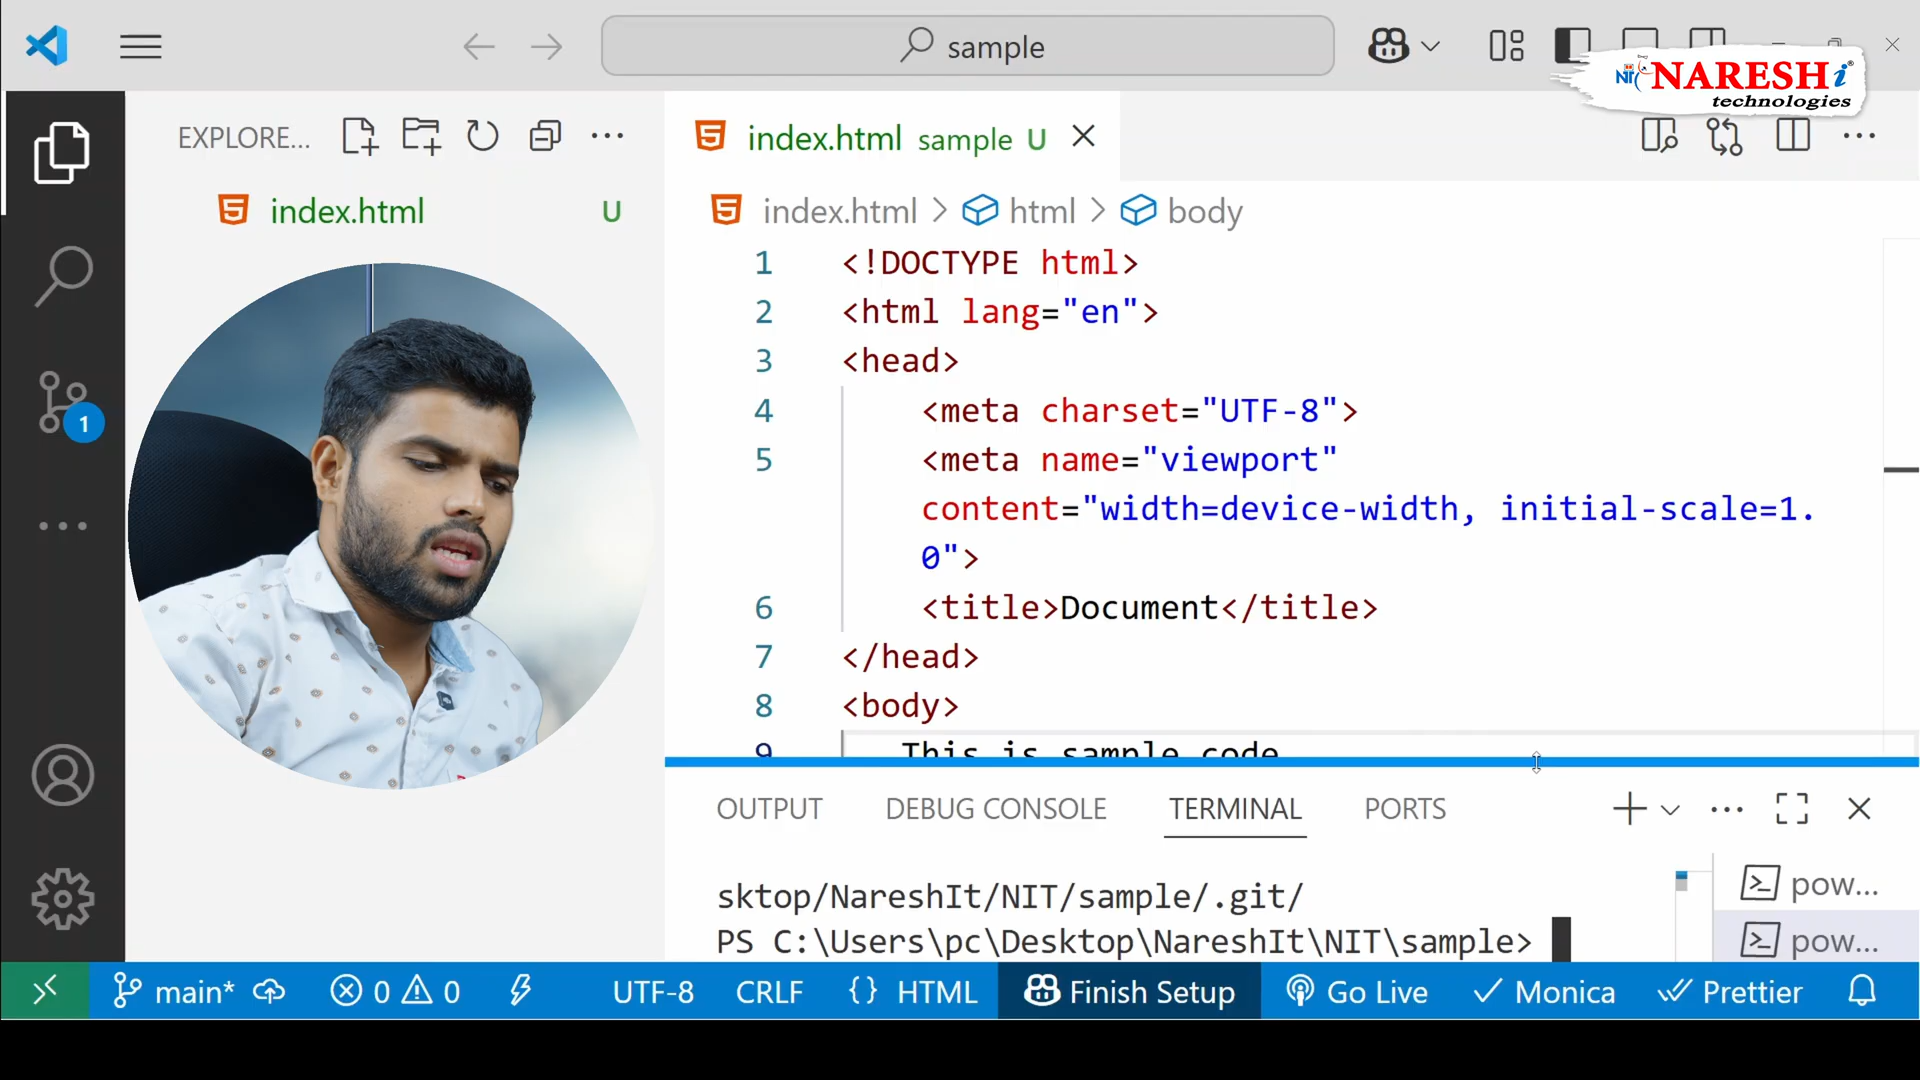 sample
NARESH i
technologies
EXPLORE...
index.html sample U
index.html U
index.html > html > body
1 <!DOCTYPE html>
2 <html lang="en">
3 <head>
4 <meta charset="UTF-8">
5 <meta name="viewport"
content="width=device-width, initial-scale=1.
0">
6 <title>Document</title>
7 </head>
8 <body>
9 This is sample code
OUTPUT DEBUG CONSOLE TERMINAL PORTS
sktop/NareshIt/NIT/sample/.git/
PS C:\Users\pc\Desktop\NareshIt\NIT\sample>
pow...
pow...
1
main* 0 0 UTF-8 CRLF {} HTML Finish Setup Go Live Monica Prettier